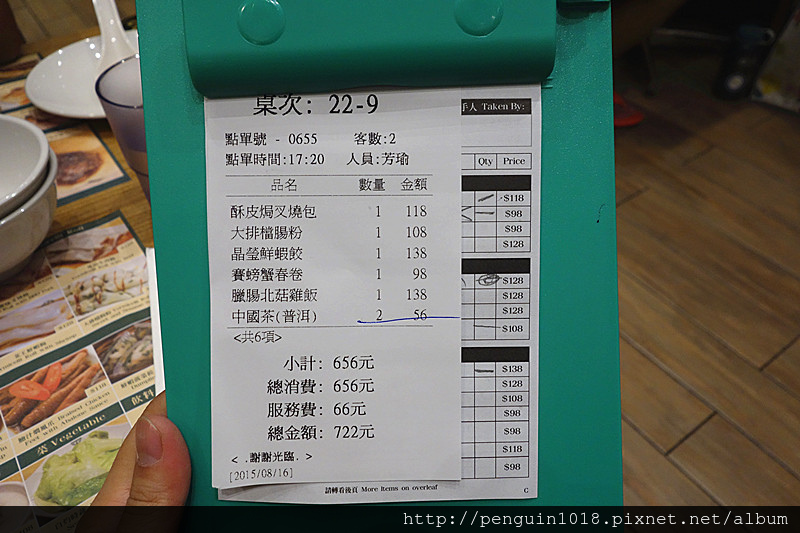 桌次: 22-9
點單號 - 0655 客數:2
點單時間:17:20 人員:芳瑜
品名 數量 金額
酥皮焗叉燒包 1 118
大排檔腸粉 1 108
晶瑩鮮蝦餃 1 138
賽螃蟹春卷 1 98
臘腸北菇雞飯 1 138
中國茶(普洱) 2 56
<共6項>
小計: 656元
總消費: 656元
服務費: 66元
總金額: 722元
< .謝謝光臨. >
[2015/08/16]
手人 Taken By:
Qty Price
$118
$98
$98
$128
$128
$128
$128
$108
$138
$128
$108
$98
$98
$118
$98
請轉看後頁 More Items on overleaf
C
菜 Vegetable
飲料
http://penguin1018.pixnet.net/album